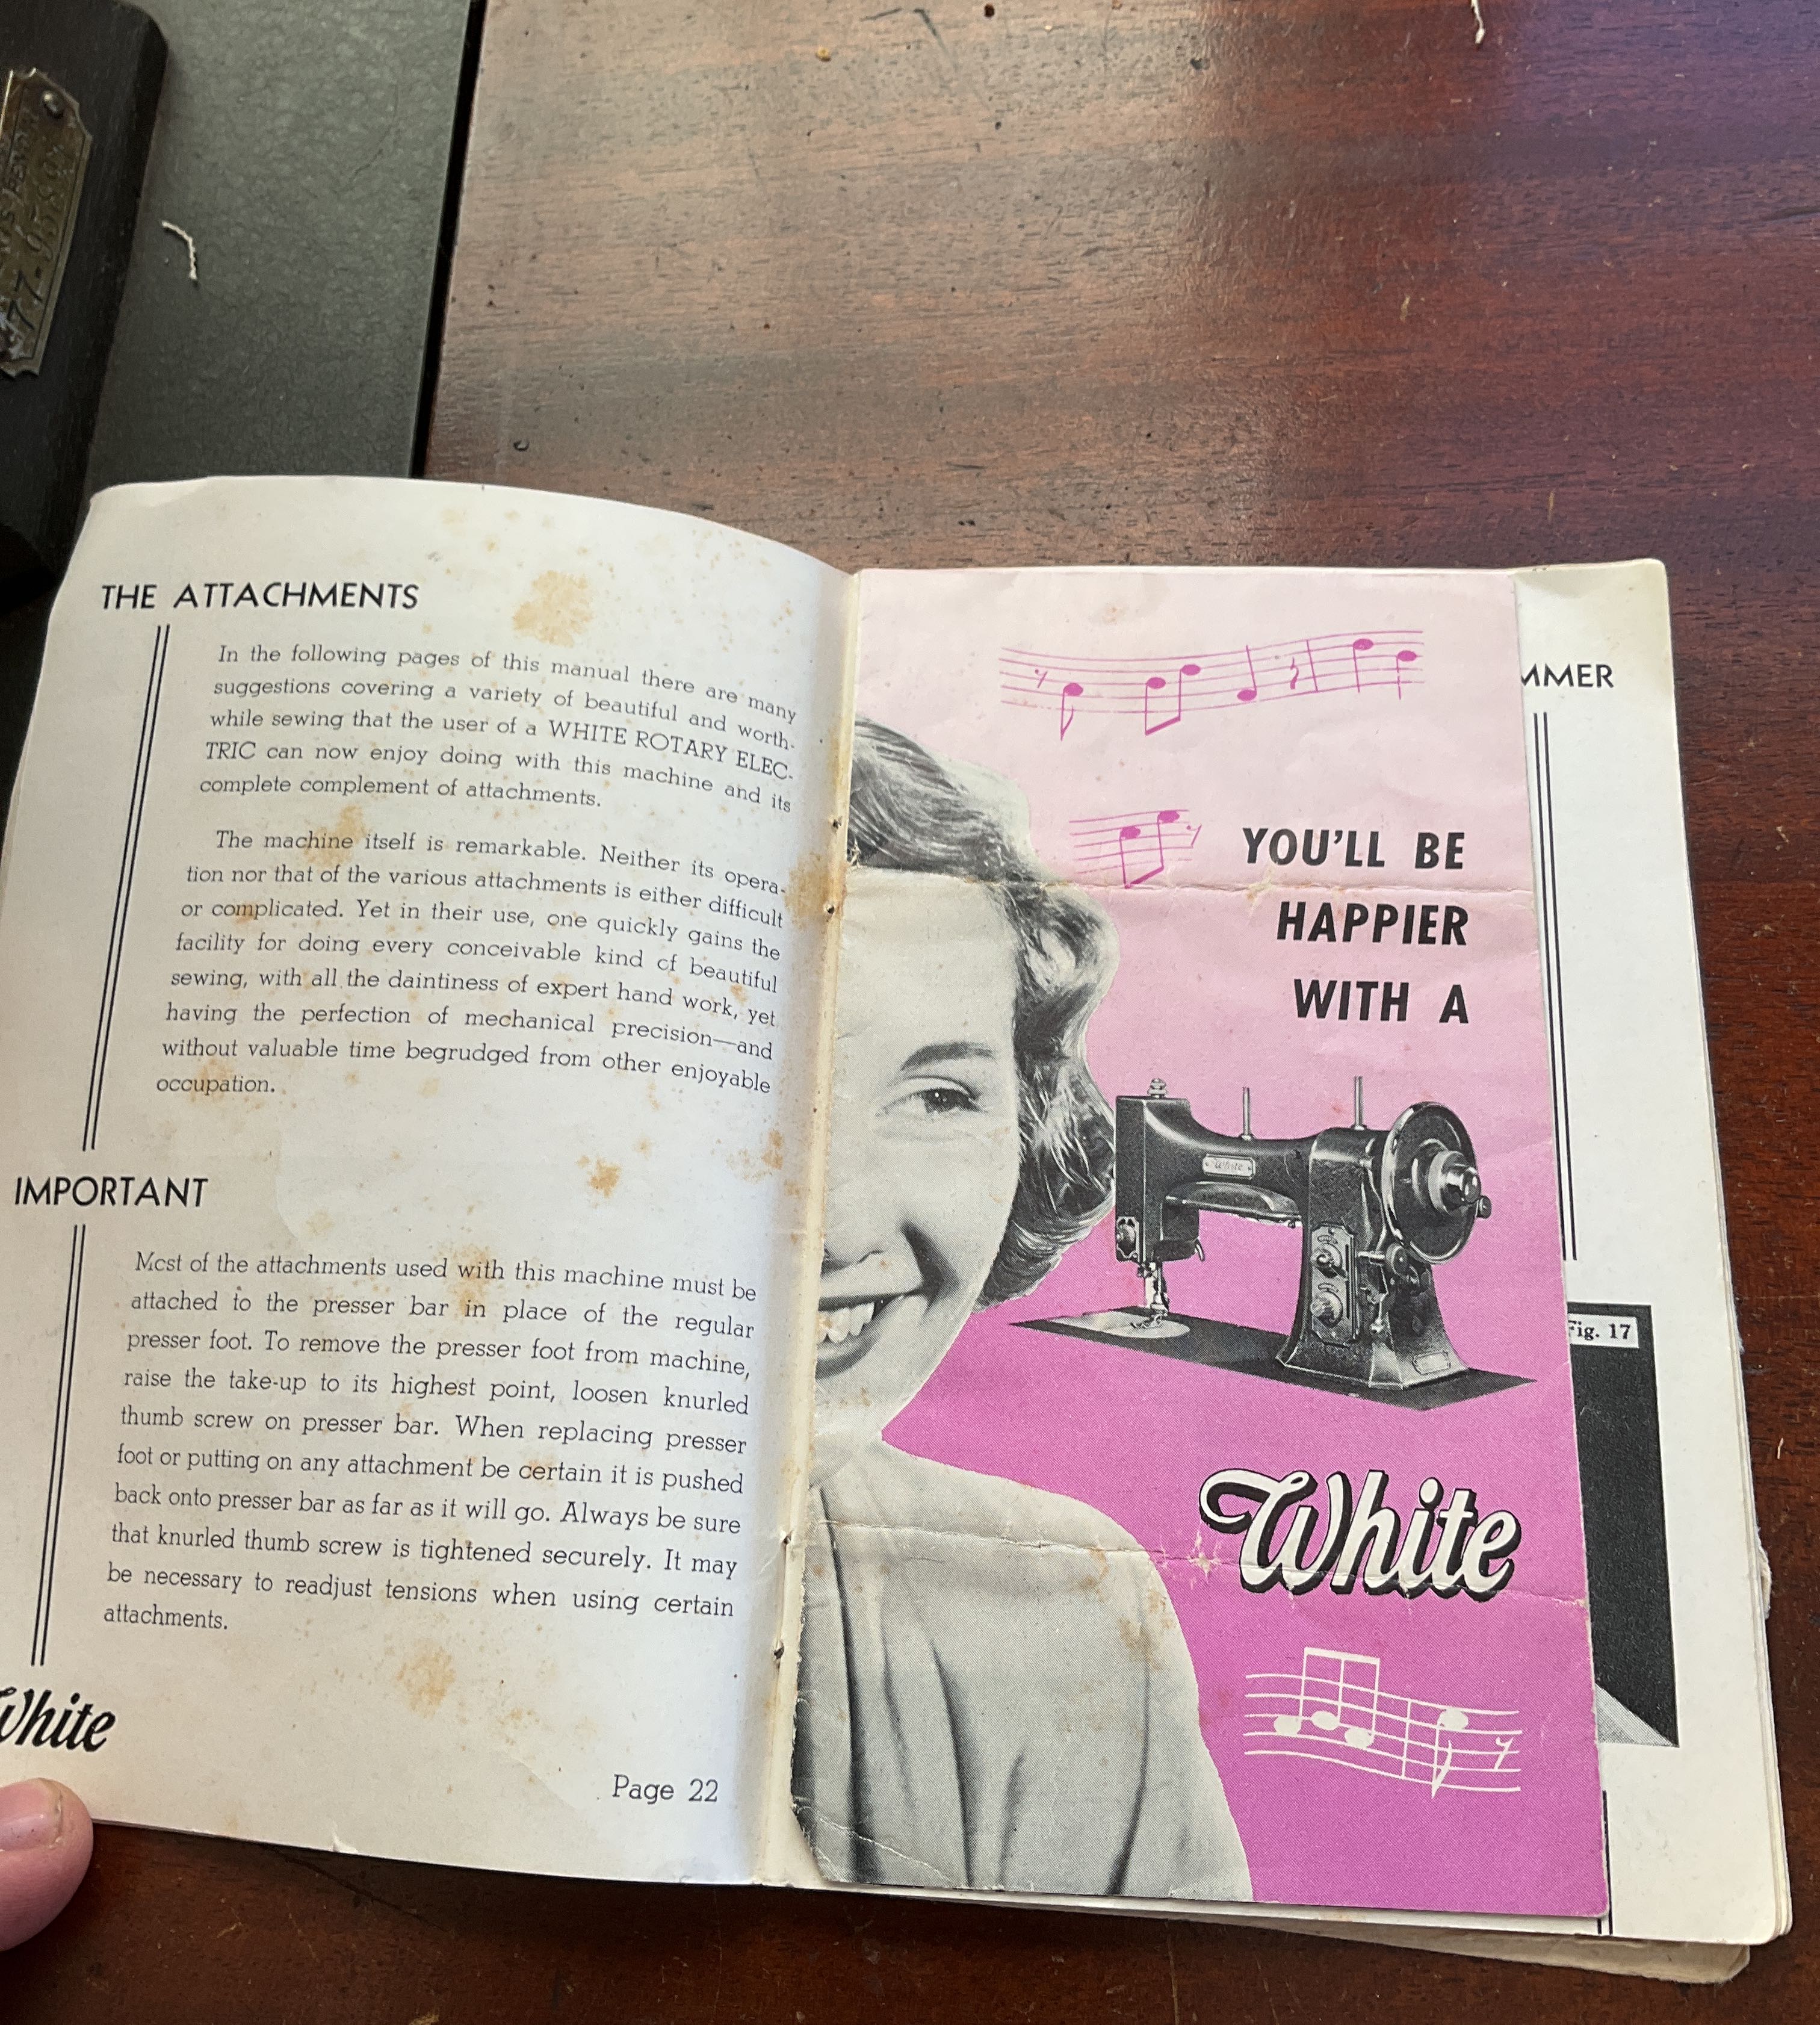 77-95699
THE ATTACHMENTS
In the following pages of this manual there are many
suggestions covering a variety of beautiful and worth-
while sewing that the user of a WHITE ROTARY ELEC-
TRIC can now enjoy doing with this machine and its
complete complement of attachments.
The machine itself is remarkable. Neither its opera-
tion nor that of the various attachments is either difficult
or complicated. Yet in their use, one quickly gains the
facility for doing every conceivable kind of beautiful
sewing, with all the daintiness of expert hand work, yet
having the perfection of mechanical precision—and
without valuable time begrudged from other enjoyable
occupation.
IMPORTANT
Most of the attachments used with this machine must be
attached to the presser bar in place of the regular
presser foot. To remove the presser foot from machine,
raise the take-up to its highest point, loosen knurled
thumb screw on presser bar. When replacing presser
foot or putting on any attachment be certain it is pushed
back onto presser bar as far as it will go. Always be sure
that knurled thumb screw is tightened securely. It may
be necessary to readjust tensions when using certain
attachments.
White
Page 22
YOU'LL BE
HAPPIER
WITH A
White
White
MMER
Fig. 17